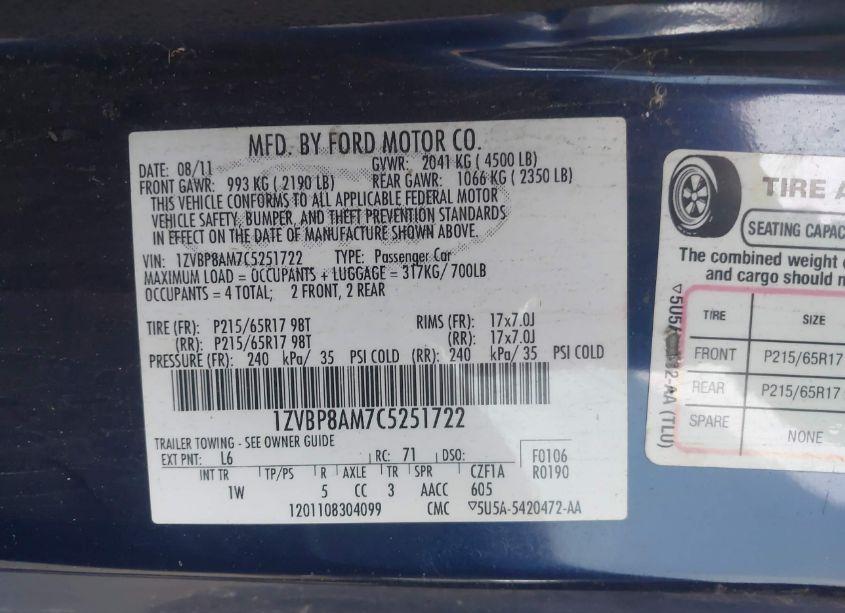 MFD. BY FORD MOTOR CO.
DATE: 08/11 GVWR: 2041 KG ( 4500 LB)
FRONT GAWR: 993 KG ( 2190 LB) REAR GAWR: 1066 KG ( 2350 LB)
THIS VEHICLE CONFORMS TO ALL APPLICABLE FEDERAL MOTOR
VEHICLE SAFETY, BUMPER, AND THEFT PREVENTION STANDARDS
IN EFFECT ON THE DATE OF MANUFACTURE SHOWN ABOVE.
VIN: 1ZVBP8AM7C5251722 TYPE: Passenger Car
MAXIMUM LOAD = OCCUPANTS + LUGGAGE = 317KG/ 700LB
OCCUPANTS = 4 TOTAL; 2 FRONT, 2 REAR
TIRE (FR): P215/65R17 98T RIMS (FR): 17x7.0J
(RR): P215/65R17 98T (RR): 17x7.0J
PRESSURE (FR): 240 kPa/ 35 PSI COLD (RR): 240 kPa/ 35 PSI COLD
1ZVBP8AM7C5251722
TRAILER TOWING - SEE OWNER GUIDE
EXT PNT: L6 RC: 71 DSO: F0106
R0190
INT TR TP/PS R AXLE TR SPR CZF1A
1W 5 CC 3 AACC 605
1201108304099 CMC ▽5U5A-5420472-AA
TIRE A
SEATING CAPAC
The combined weight
and cargo should n
TIRE SIZE
FRONT P215/65R17
REAR P215/65R17
SPARE NONE
-AA (TLU)